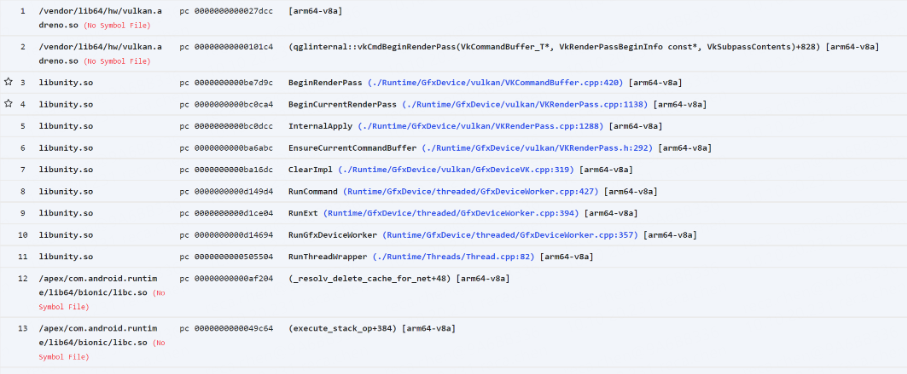 1 /vendor/lib64/hw/vulkan.a pc 0000000000027dcc [arm64-v8a]
dreno.so (No Symbol File)
2 /vendor/lib64/hw/vulkan.a pc 00000000000101c4 (qglinternal::vkCmdBeginRenderPass(VkCommandBuffer_T*, VkRenderPassBeginInfo const*, VkSubpassContents)+828) [arm64-v8a]
dreno.so (No Symbol File)
3 libunity.so pc 0000000000be7d9c BeginRenderPass (./Runtime/GfxDevice/vulkan/VKCommandBuffer.cpp:420) [arm64-v8a]
4 libunity.so pc 0000000000bc0ca4 BeginCurrentRenderPass (./Runtime/GfxDevice/vulkan/VKRenderPass.cpp:1138) [arm64-v8a]
5 libunity.so pc 0000000000bc0dcc InternalApply (./Runtime/GfxDevice/vulkan/VKRenderPass.cpp:1288) [arm64-v8a]
6 libunity.so pc 0000000000ba6abc EnsureCurrentCommandBuffer (./Runtime/GfxDevice/vulkan/VKRenderPass.h:292) [arm64-v8a]
7 libunity.so pc 0000000000ba16dc ClearImpl (./Runtime/GfxDevice/vulkan/GfxDeviceVK.cpp:319) [arm64-v8a]
8 libunity.so pc 0000000000d149d4 RunCommand (Runtime/GfxDevice/threaded/GfxDeviceWorker.cpp:427) [arm64-v8a]
9 libunity.so pc 0000000000d1ce04 RunExt (Runtime/GfxDevice/threaded/GfxDeviceWorker.cpp:394) [arm64-v8a]
10 libunity.so pc 0000000000d14694 RunGfxDeviceWorker (Runtime/GfxDevice/threaded/GfxDeviceWorker.cpp:357) [arm64-v8a]
11 libunity.so pc 0000000000505504 RunThreadWrapper (./Runtime/Threads/Thread.cpp:82) [arm64-v8a]
12 /apex/com.android.runtim pc 00000000000af204 (_resolv_delete_cache_for_net+48) [arm64-v8a]
e/lib64/bionic/libc.so (No
Symbol File)
13 /apex/com.android.runtim pc 0000000000049c64 (execute_stack_op+384) [arm64-v8a]
e/lib64/bionic/libc.so (No
Symbol File)